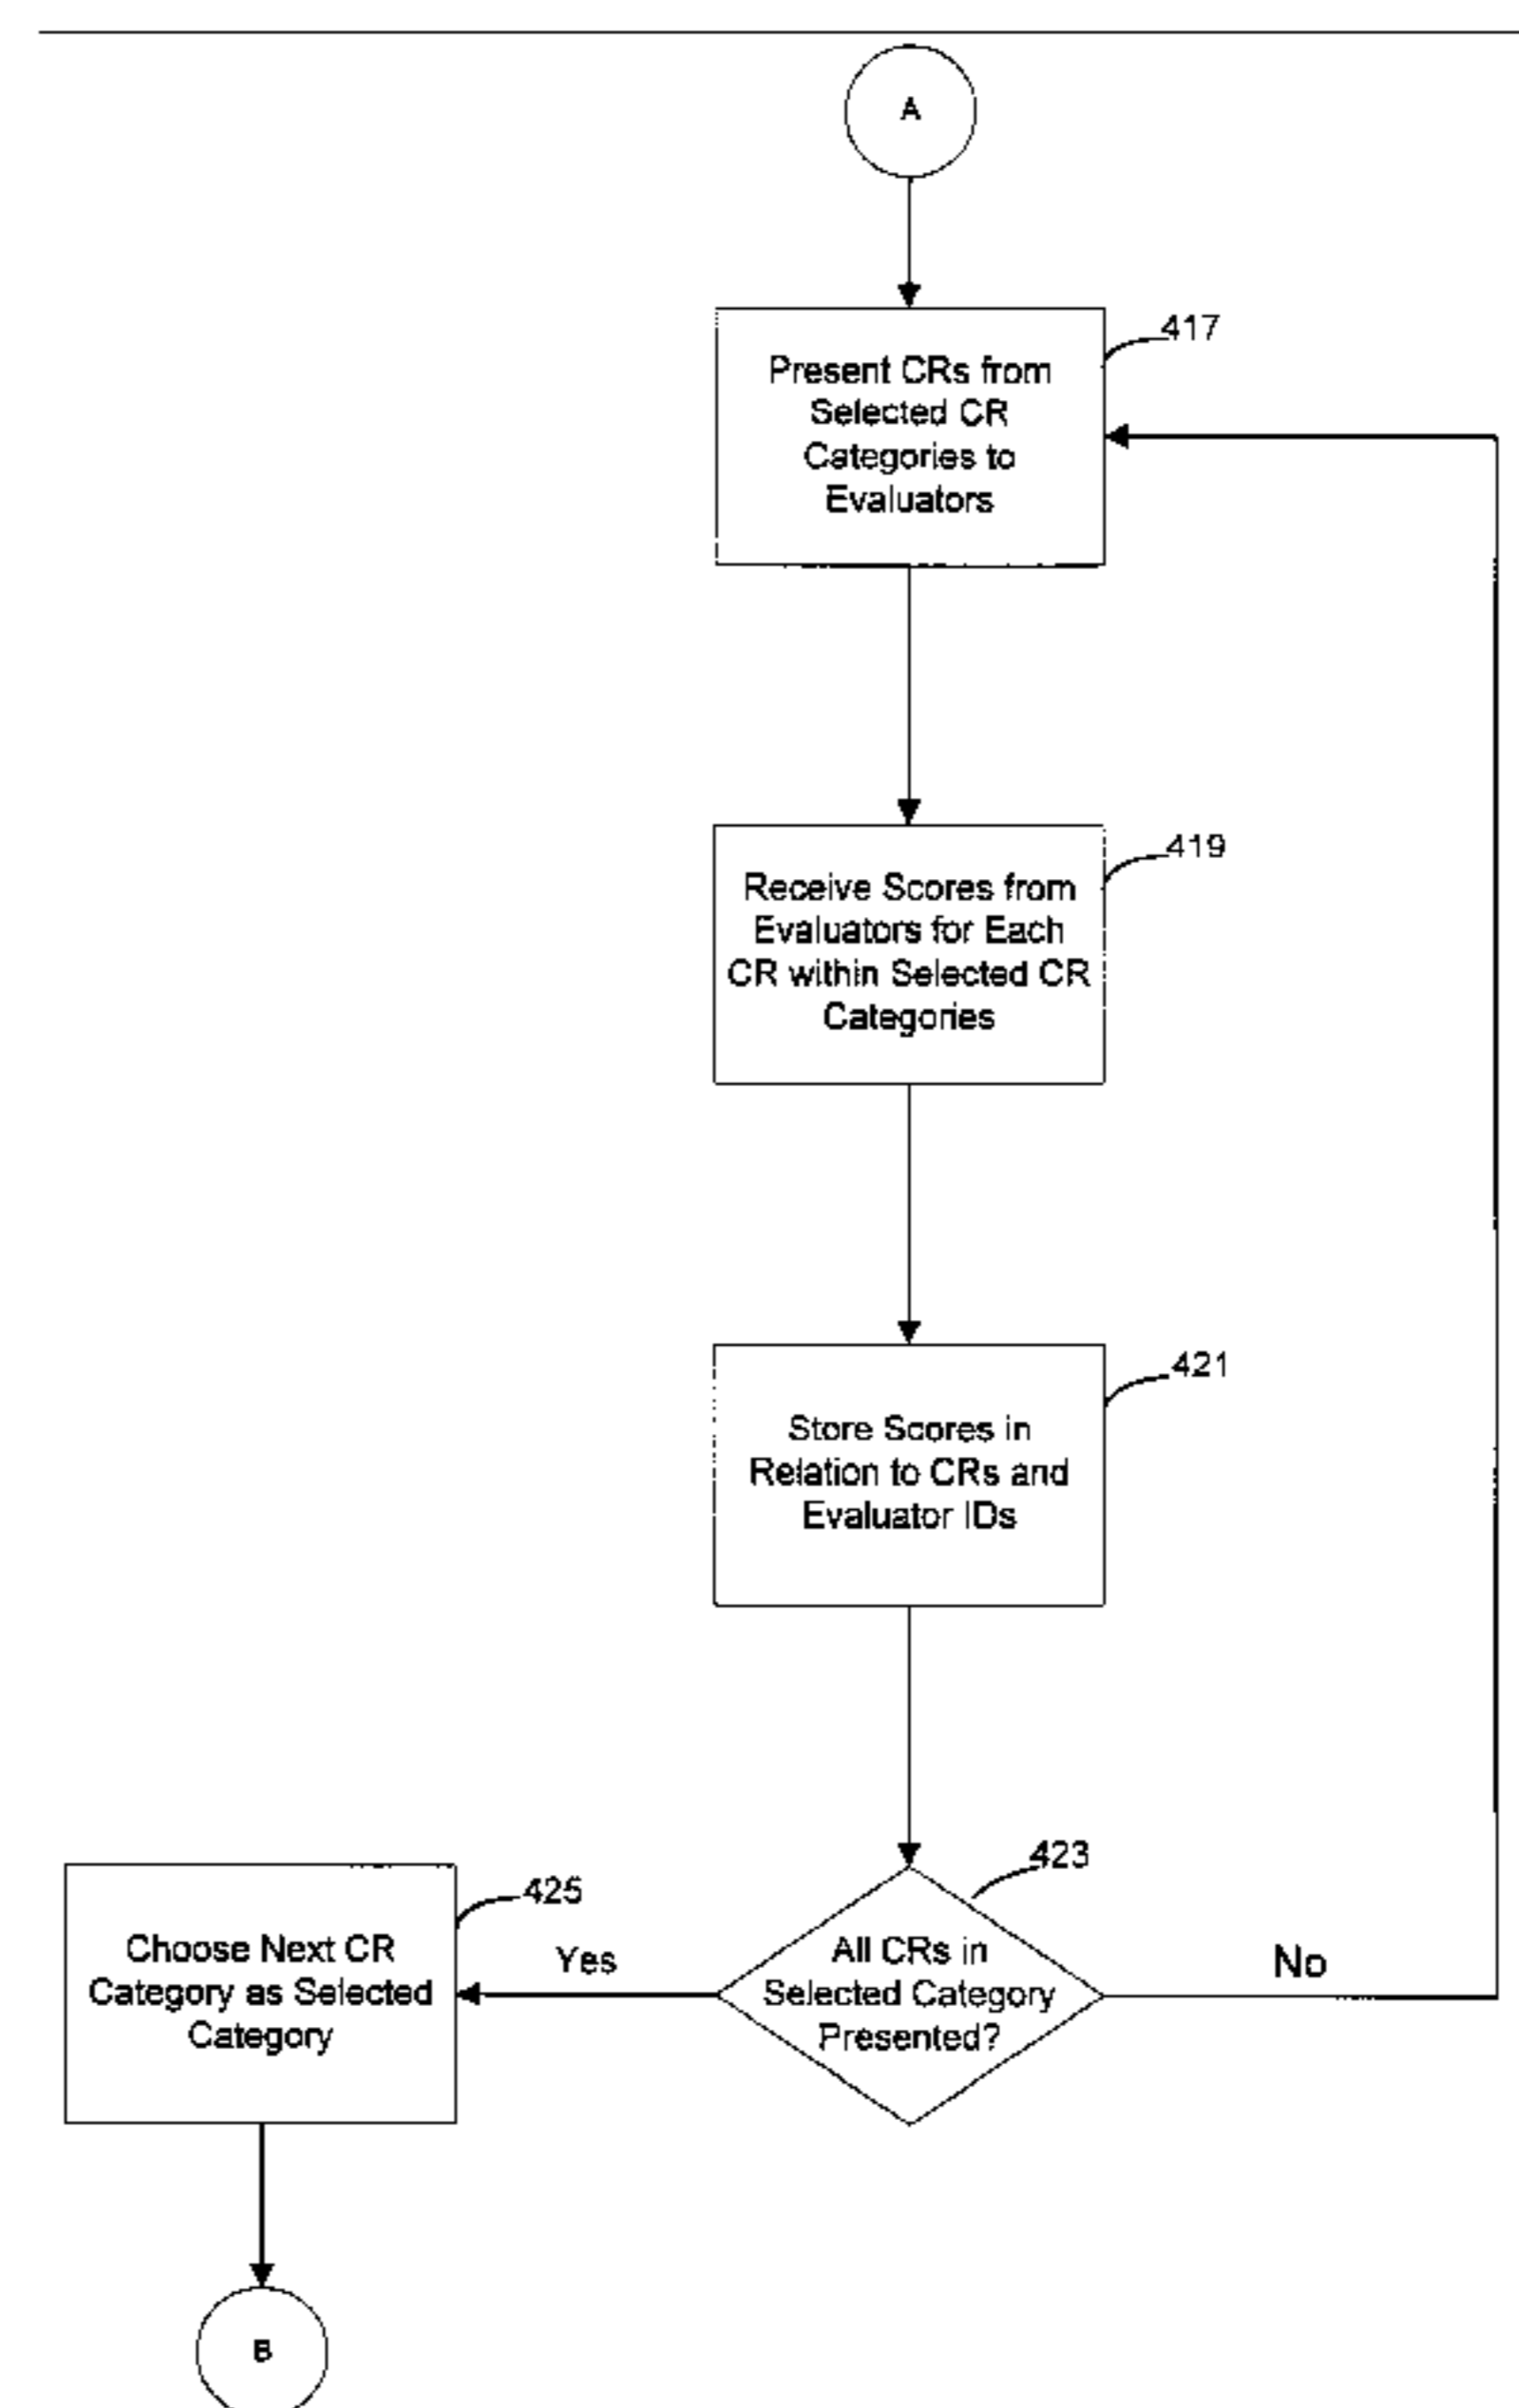 A
417
Present CRs from
Selected CR
Categories to
Evaluators
419
Receive Scores from
Evaluators for Each
CR within Selected CR
Categories
421
Store Scores in
Relation to CRs and
Evaluator IDs
423
All CRs in
Selected Category
Presented?
No
Yes
425
Choose Next CR
Category as Selected
Category
B